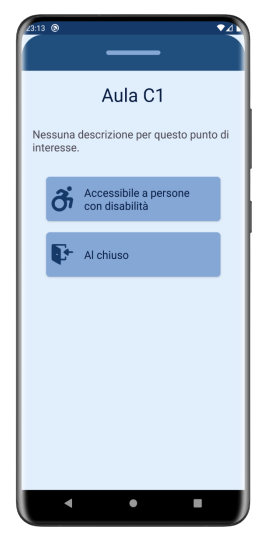 23:13
Aula C1
Nessuna descrizione per questo punto di
interesse.
Accessibile a persone
con disabilità
Al chiuso